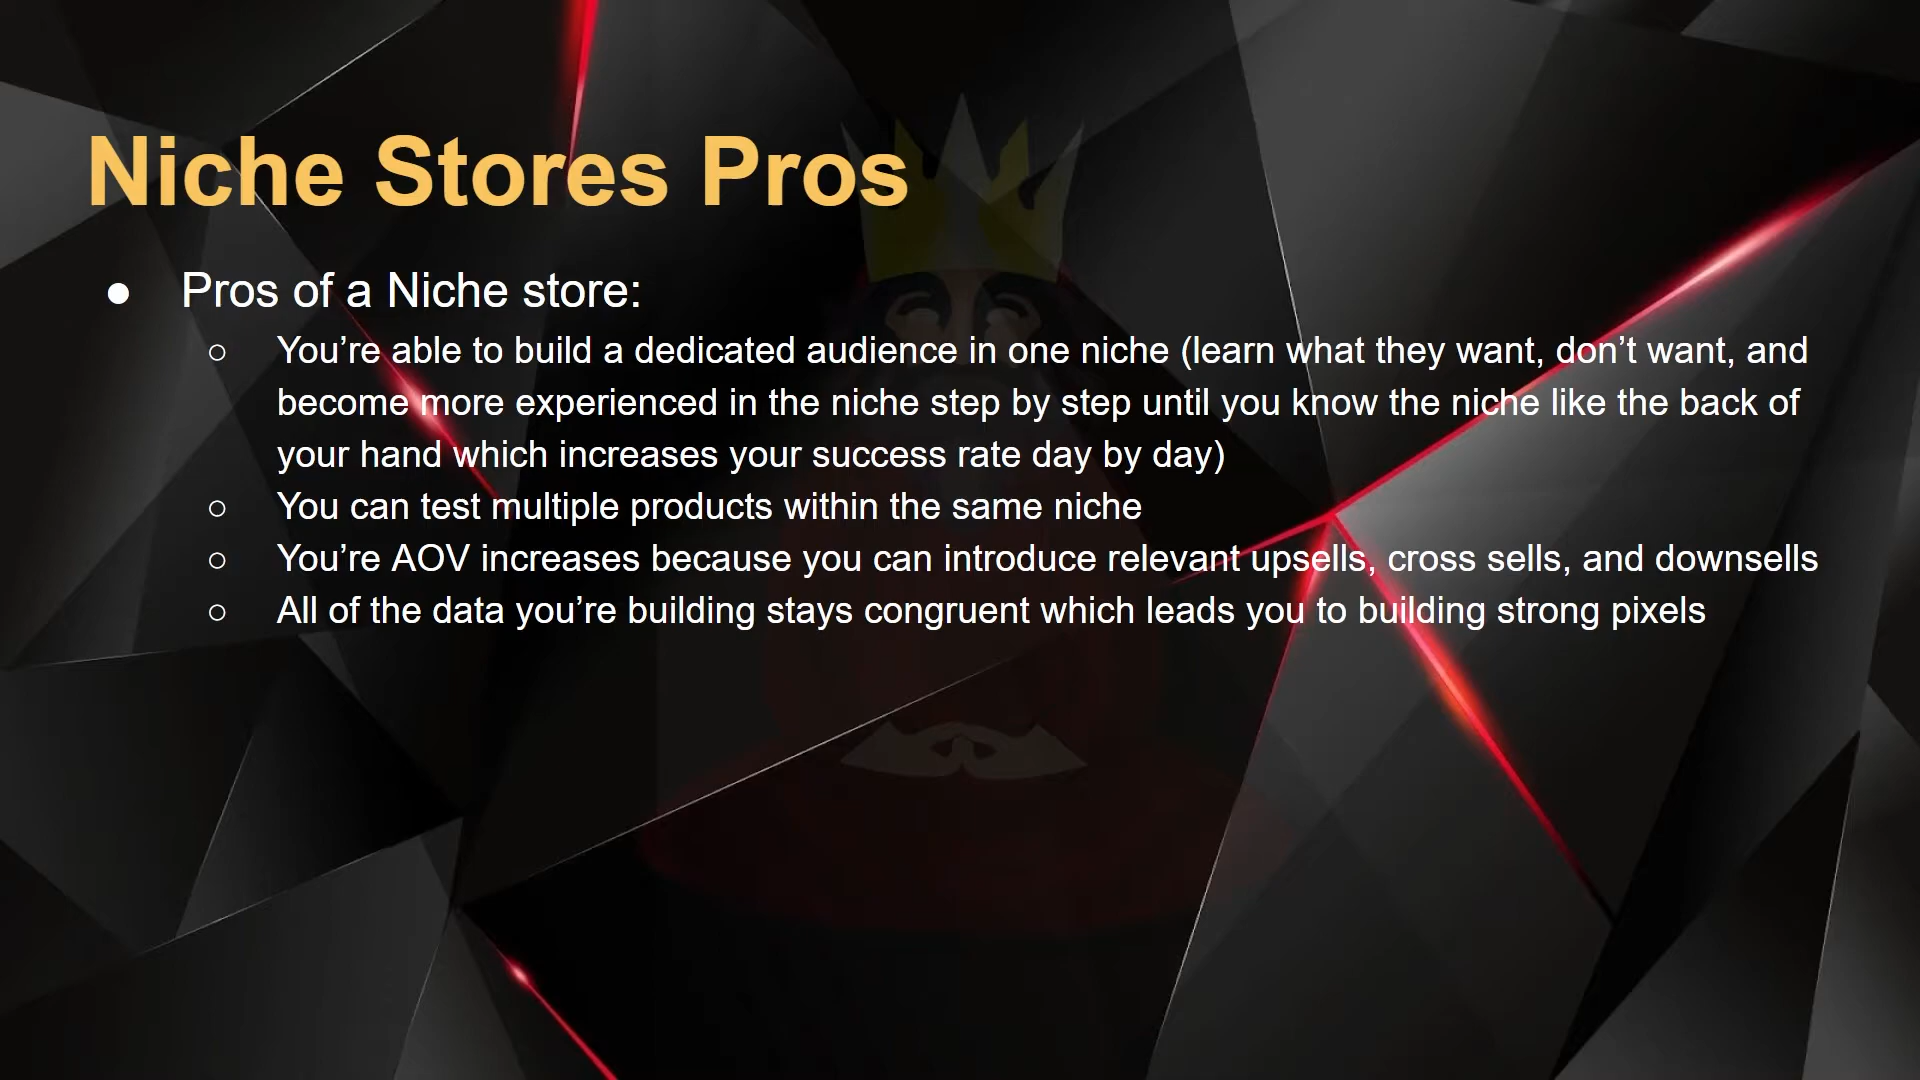 Niche Stores Pros
● Pros of a Niche store:
○ You’re able to build a dedicated audience in one niche (learn what they want, don’t want, and
become more experienced in the niche step by step until you know the niche like the back of
your hand which increases your success rate day by day)
○ You can test multiple products within the same niche
○ You’re AOV increases because you can introduce relevant upsells, cross sells, and downsells
○ All of the data you’re building stays congruent which leads you to building strong pixels